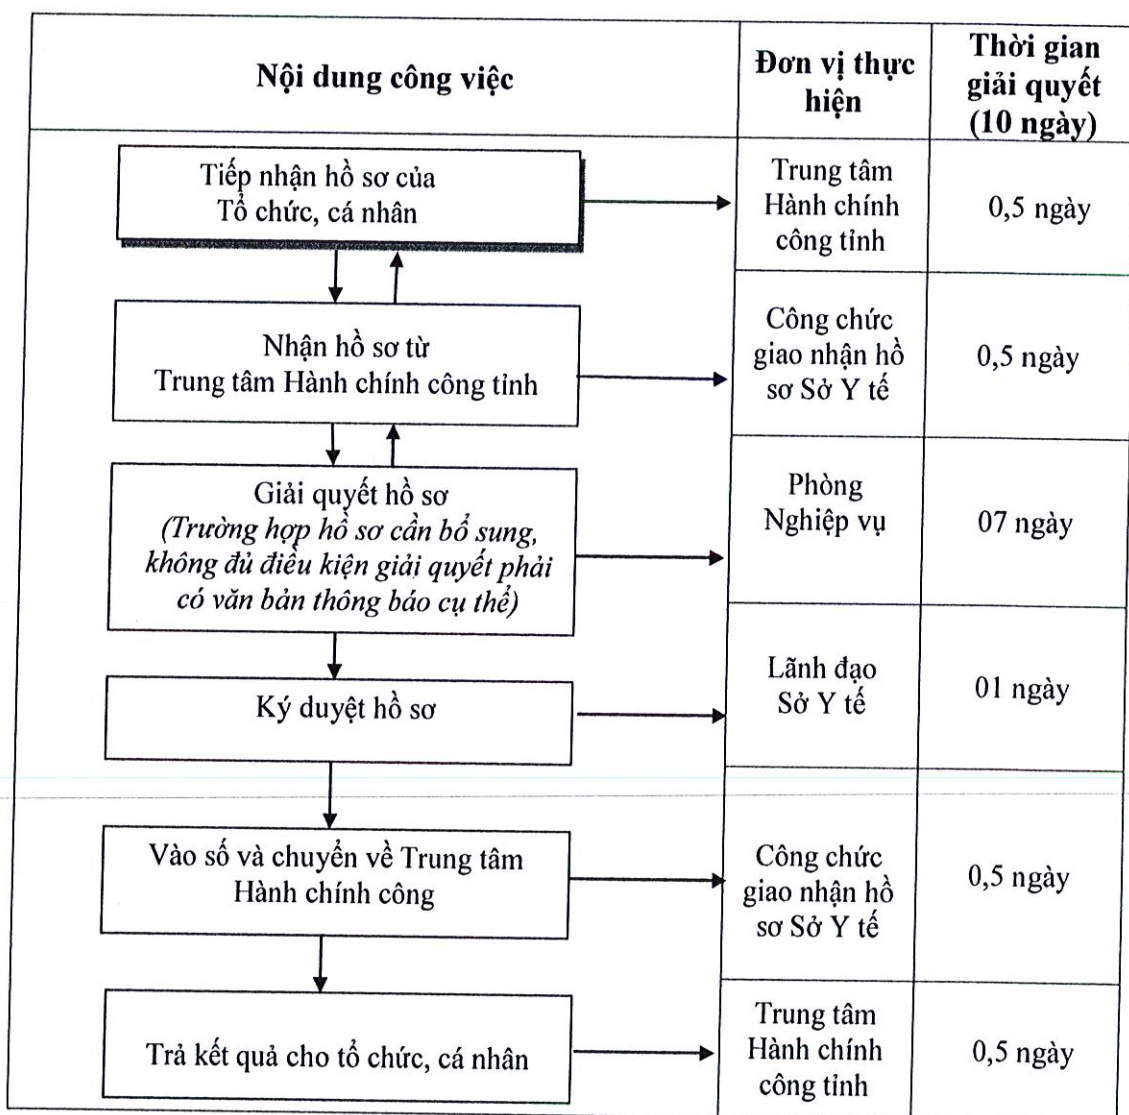 Nội dung công việc
Đơn vị thực
hiện
Thời gian
giải quyết
(10 ngày)
Tiếp nhận hồ sơ của
Tổ chức, cá nhân
Trung tâm
Hành chính
công tỉnh
0,5 ngày
Nhận hồ sơ từ
Trung tâm Hành chính công tỉnh
Công chức
giao nhận hồ
sơ Sở Y tế
0,5 ngày
Giải quyết hồ sơ
(Trường hợp hồ sơ cần bổ sung,
không đủ điều kiện giải quyết phải
có văn bản thông báo cụ thể)
Phòng
Nghiệp vụ
07 ngày
Ký duyệt hồ sơ
Lãnh đạo
Sở Y tế
01 ngày
Vào số và chuyển về Trung tâm
Hành chính công
Công chức
giao nhận hồ
sơ Sở Y tế
0,5 ngày
Trả kết quả cho tổ chức, cá nhân
Trung tâm
Hành chính
công tỉnh
0,5 ngày